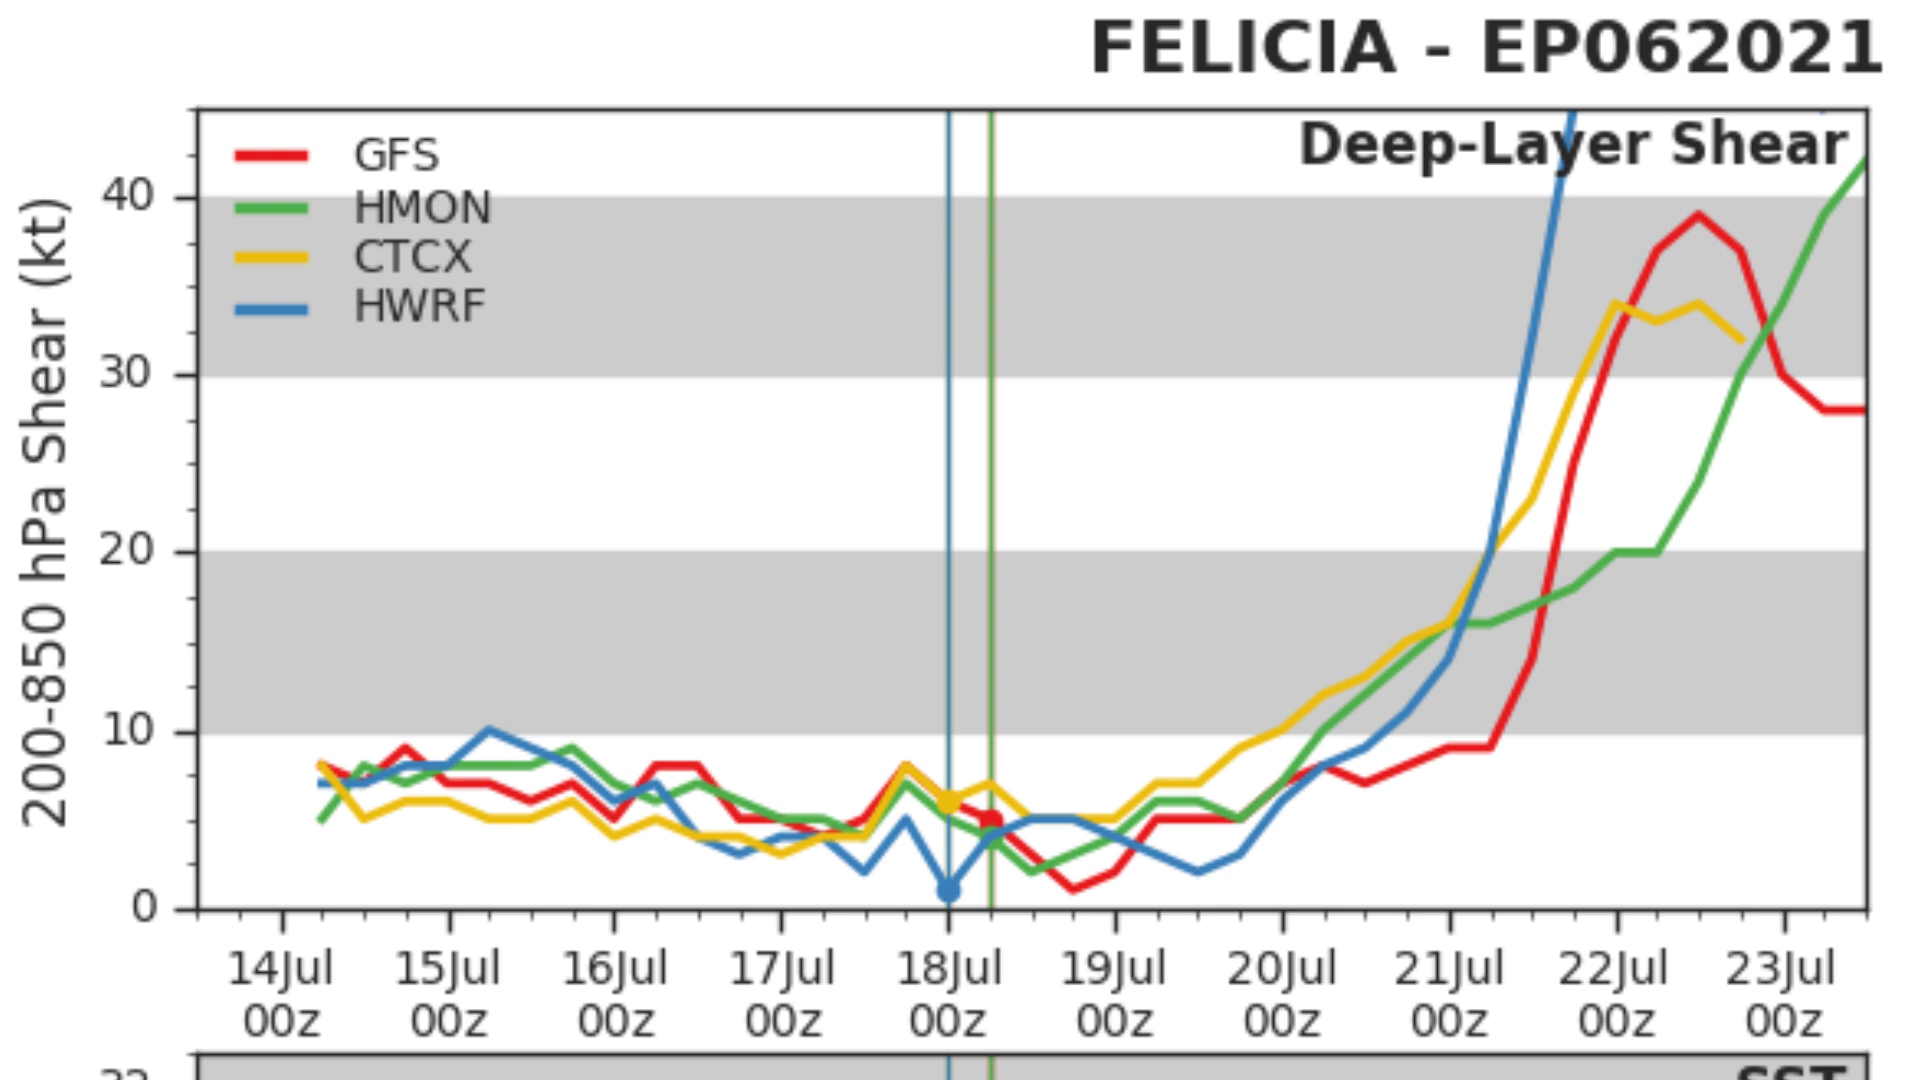 FELICIA - EP062021
Deep-Layer Shear
GFS
HMON
CTCX
HWRF
200-850 hPa Shear (kt)
40
30
20
10
0
14Jul 15Jul 16Jul 17Jul 18Jul 19Jul 20Jul 21Jul 22Jul 23Jul
00z 00z 00z 00z 00z 00z 00z 00z 00z 00z
SST